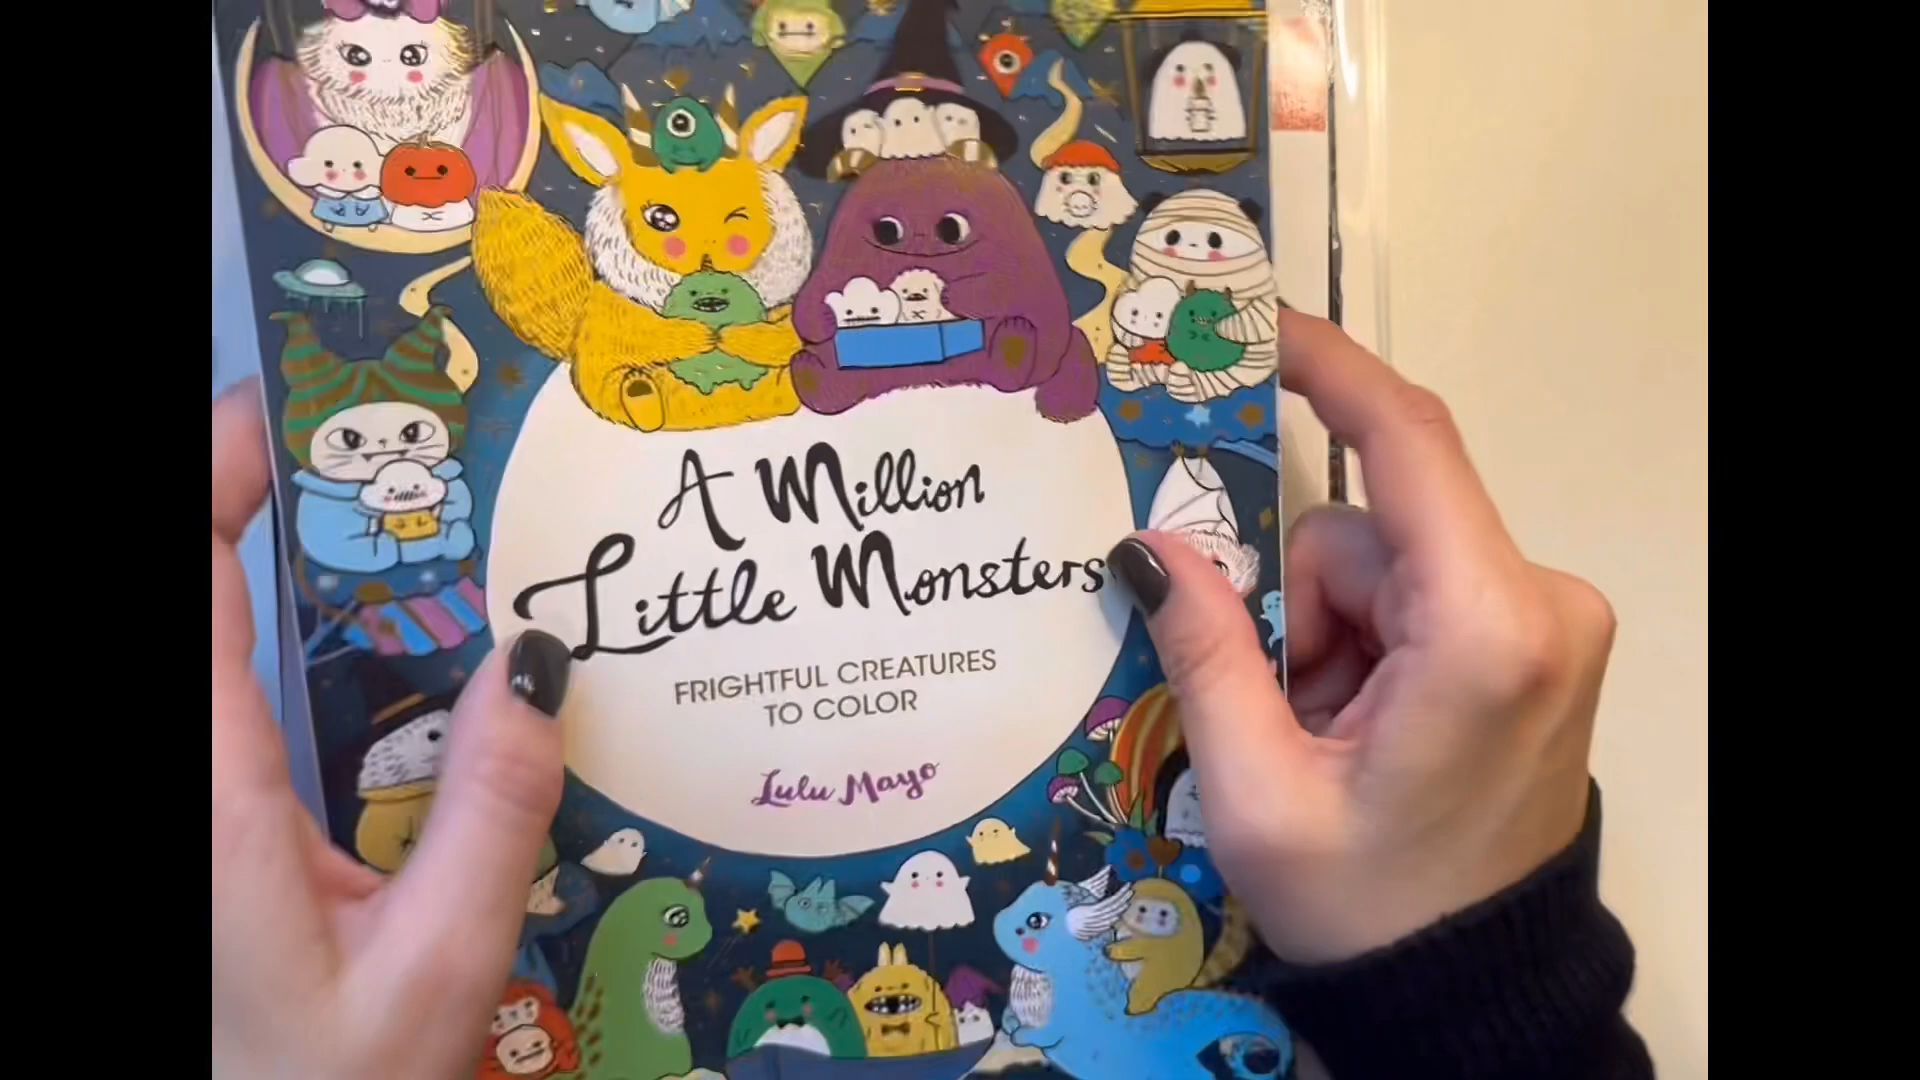 A Million
Little Monsters
FRIGHTFUL CREATURES
TO COLOR
Lulu Mayo